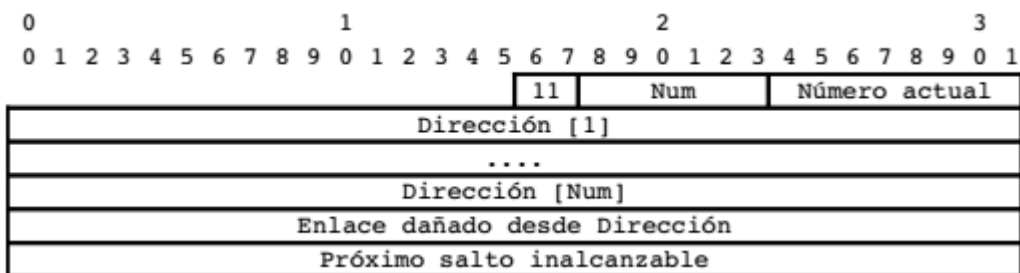 0 1 2 3
0 1 2 3 4 5 6 7 8 9 0 1 2 3 4 5 6 7 8 9 0 1 2 3 4 5 6 7 8 9 0 1
11 Num Número actual
Dirección [1]
....
Dirección [Num]
Enlace dañado desde Dirección
Próximo salto inalcanzable